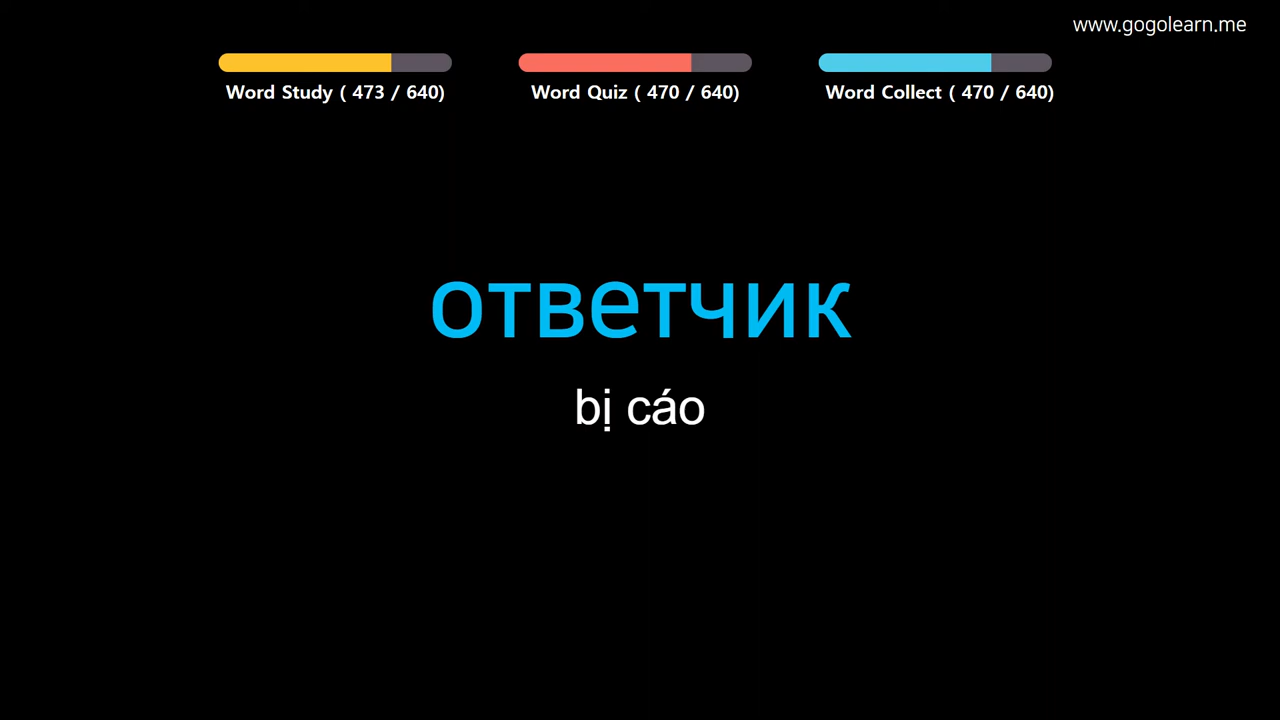 www.gogolearn.me
Word Study ( 473 / 640)
Word Quiz ( 470 / 640)
Word Collect ( 470 / 640)
ответчик
bị cáo